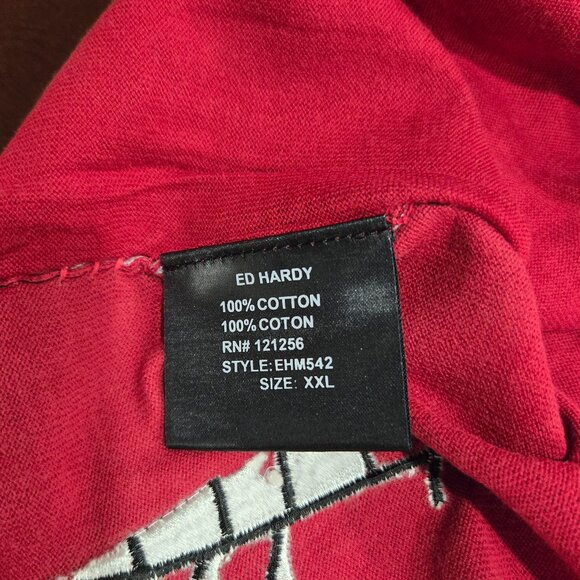 ED HARDY
100% COTTON
100% COTON
RN# 121256
STYLE: EHM542
SIZE: XXL